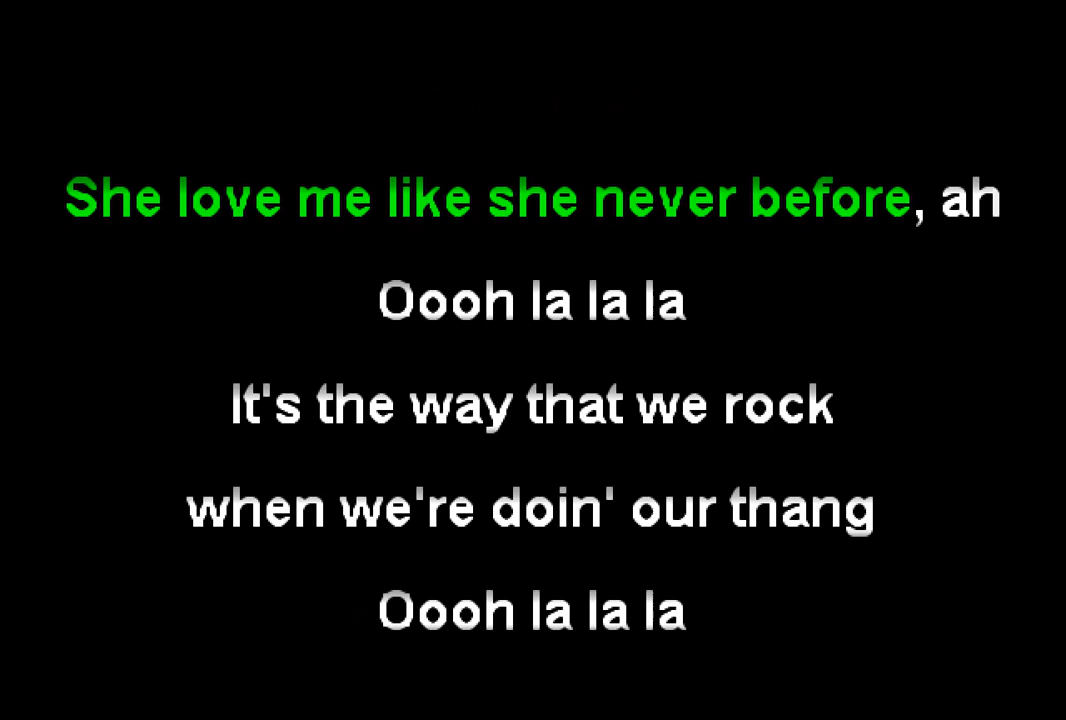 She love me like she never before, ah
Oooh la la la
It's the way that we rock
when we're doin' our thang
Oooh la la la